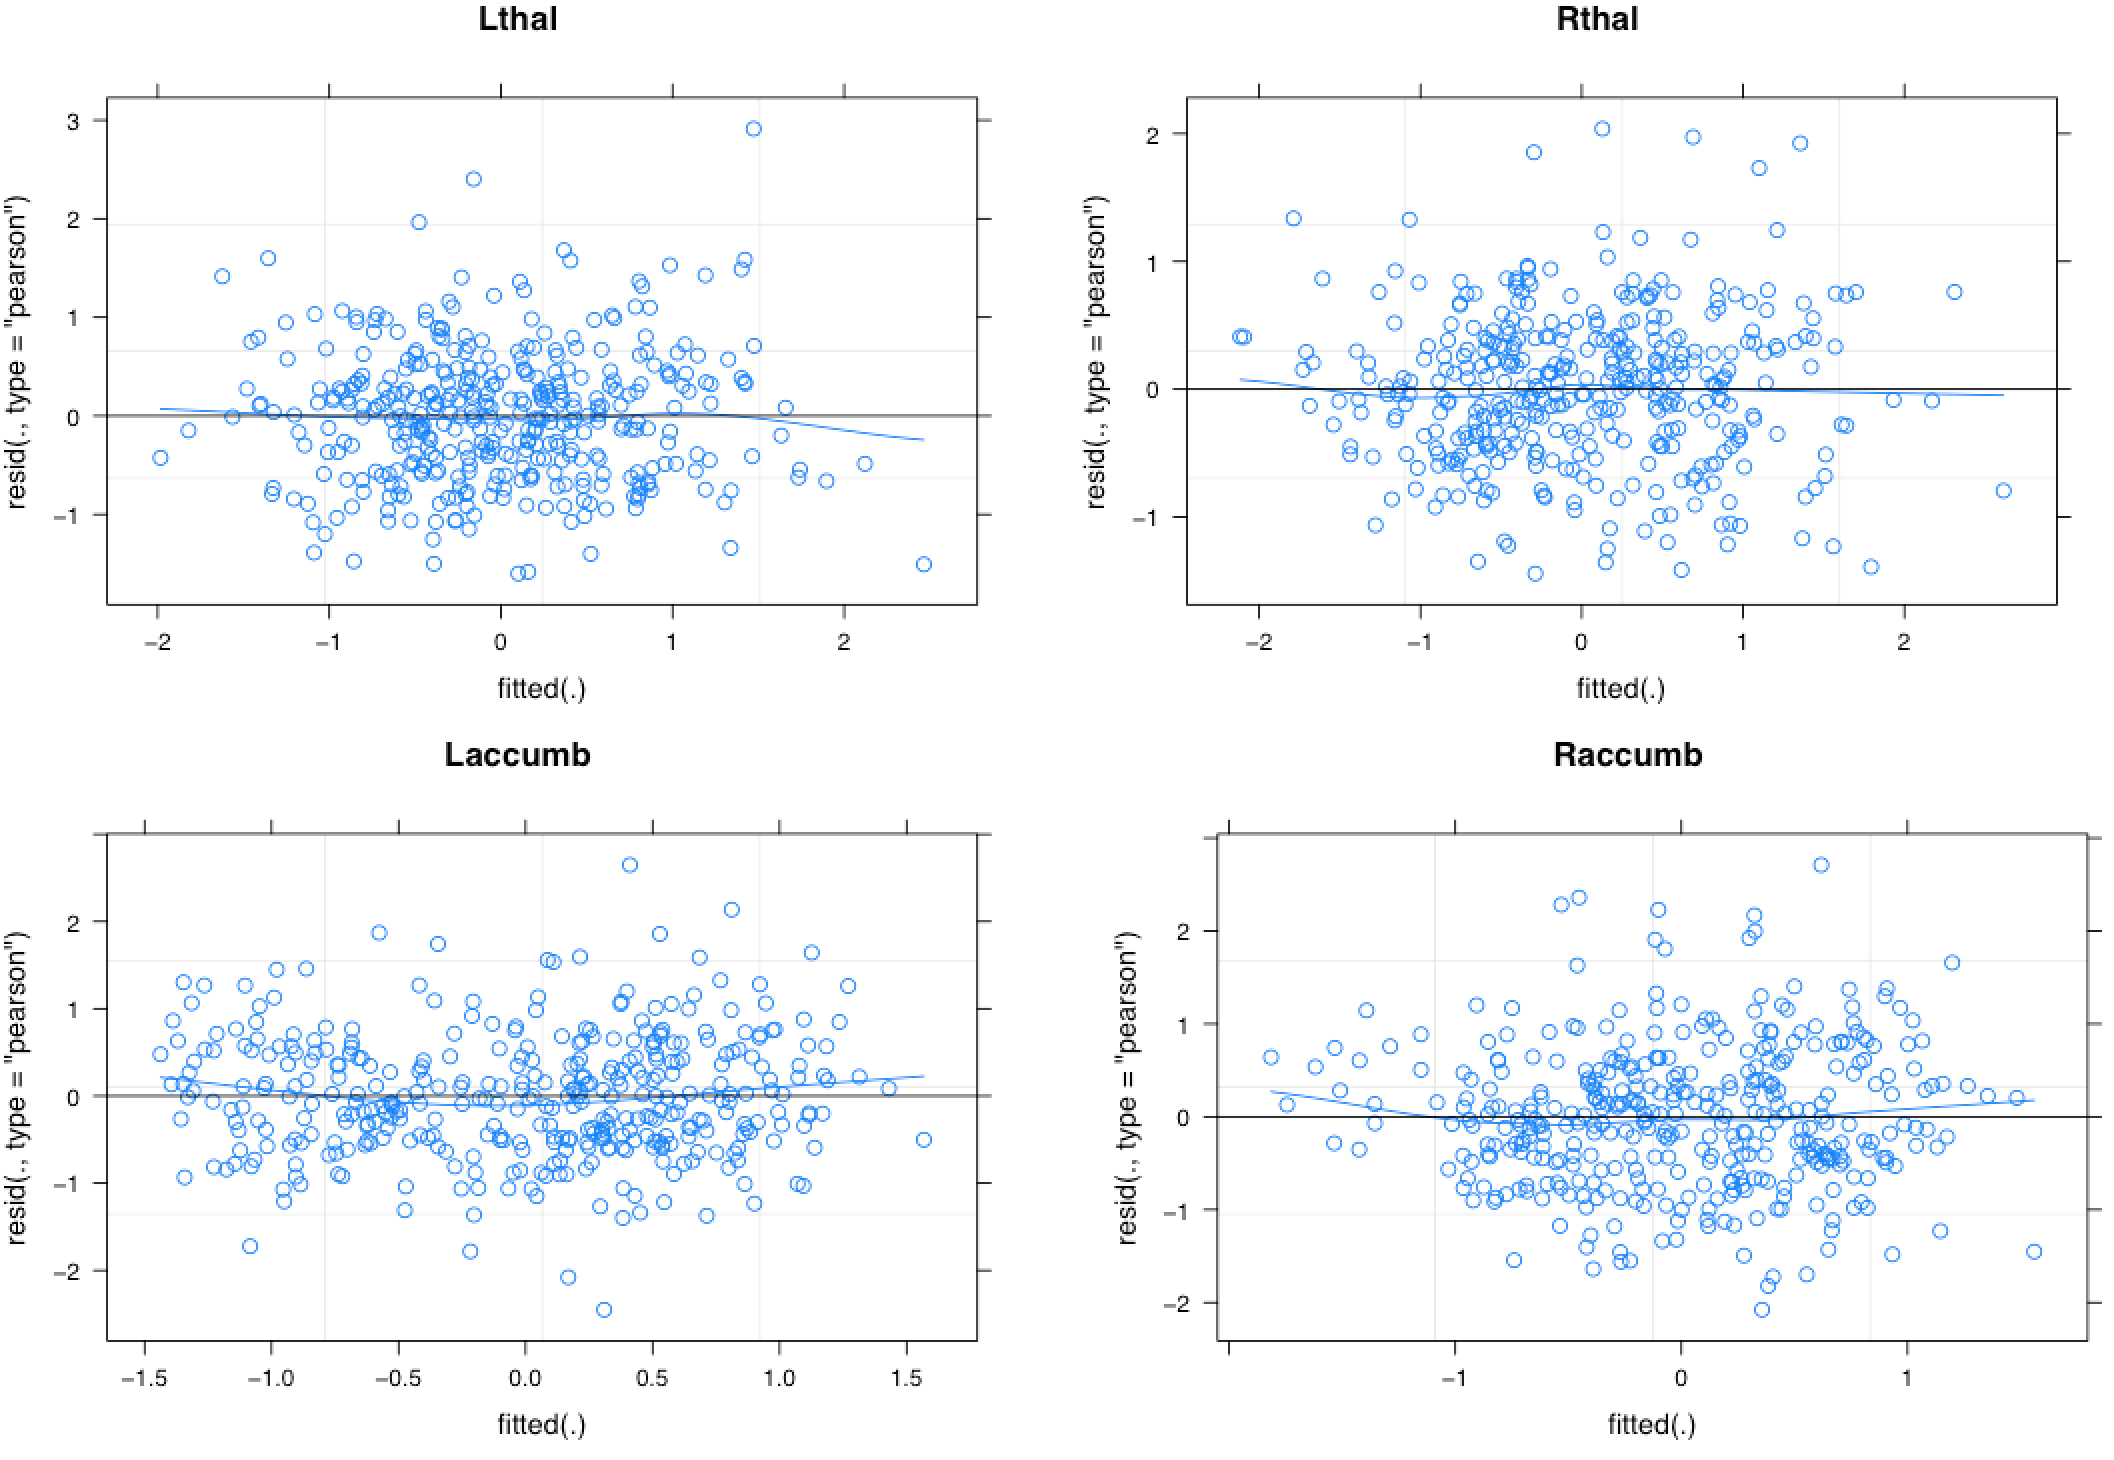 Lthal
Rthal
resid(., type = "pearson")
3
2
1
0
−1
−2 −1 0 1 2
fitted(.)
resid(., type = "pearson")
2
1
0
−1
−2 −1 0 1 2
fitted(.)
Laccumb
Raccumb
resid(., type = "pearson")
2
1
0
−1
−2
−1.5 −1.0 −0.5 0.0 0.5 1.0 1.5
fitted(.)
resid(., type = "pearson")
2
1
0
−1
−2
−1 0 1
fitted(.)